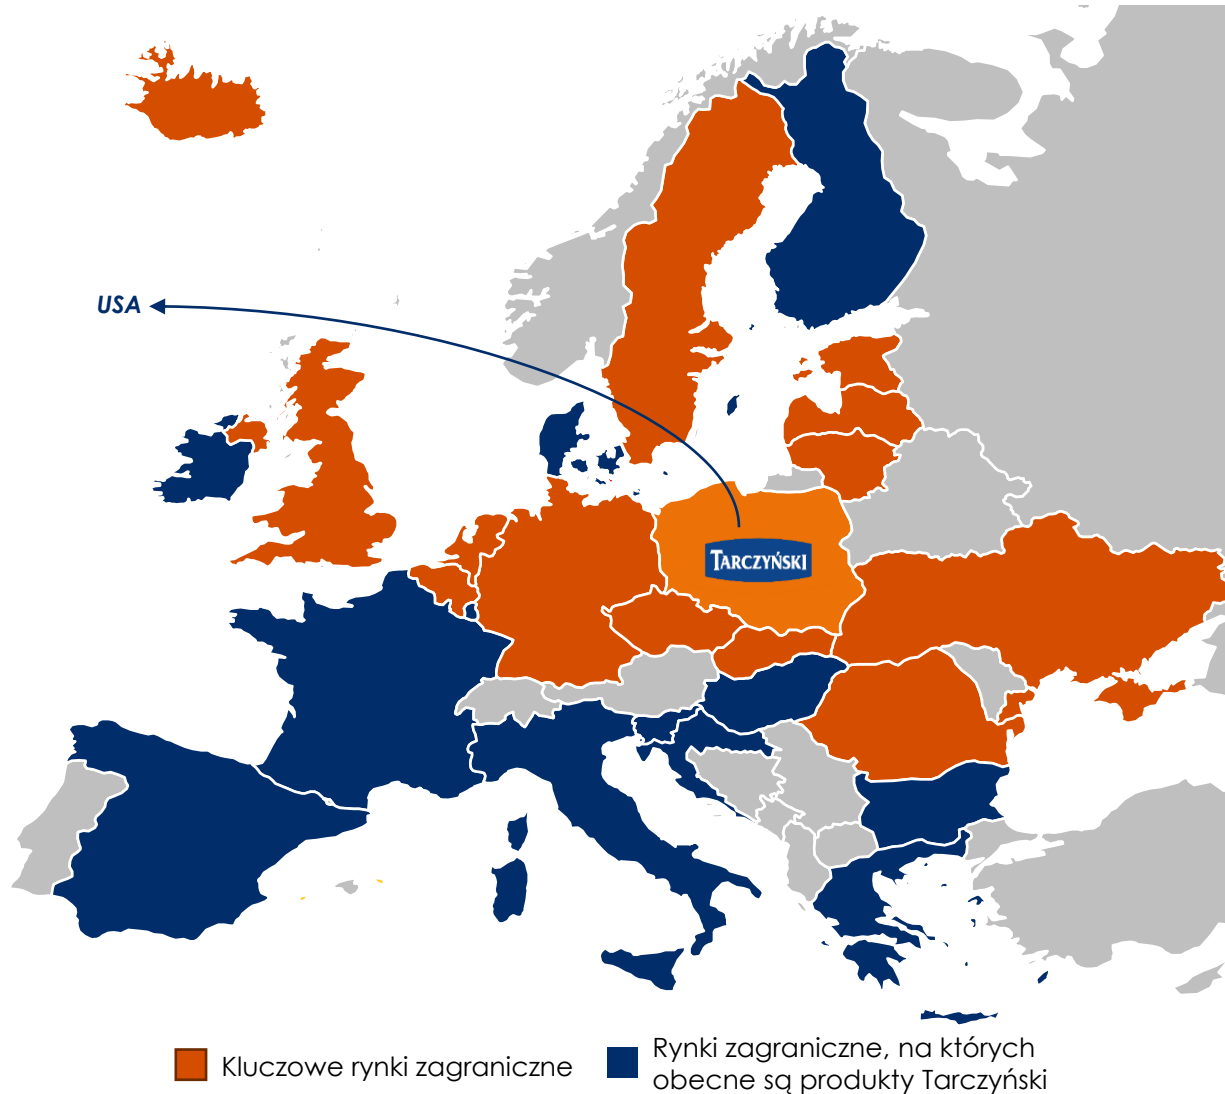 USA
TARCZYŃSKI
Kluczowe rynki zagraniczne
Rynki zagraniczne, na których
obecne są produkty Tarczyński